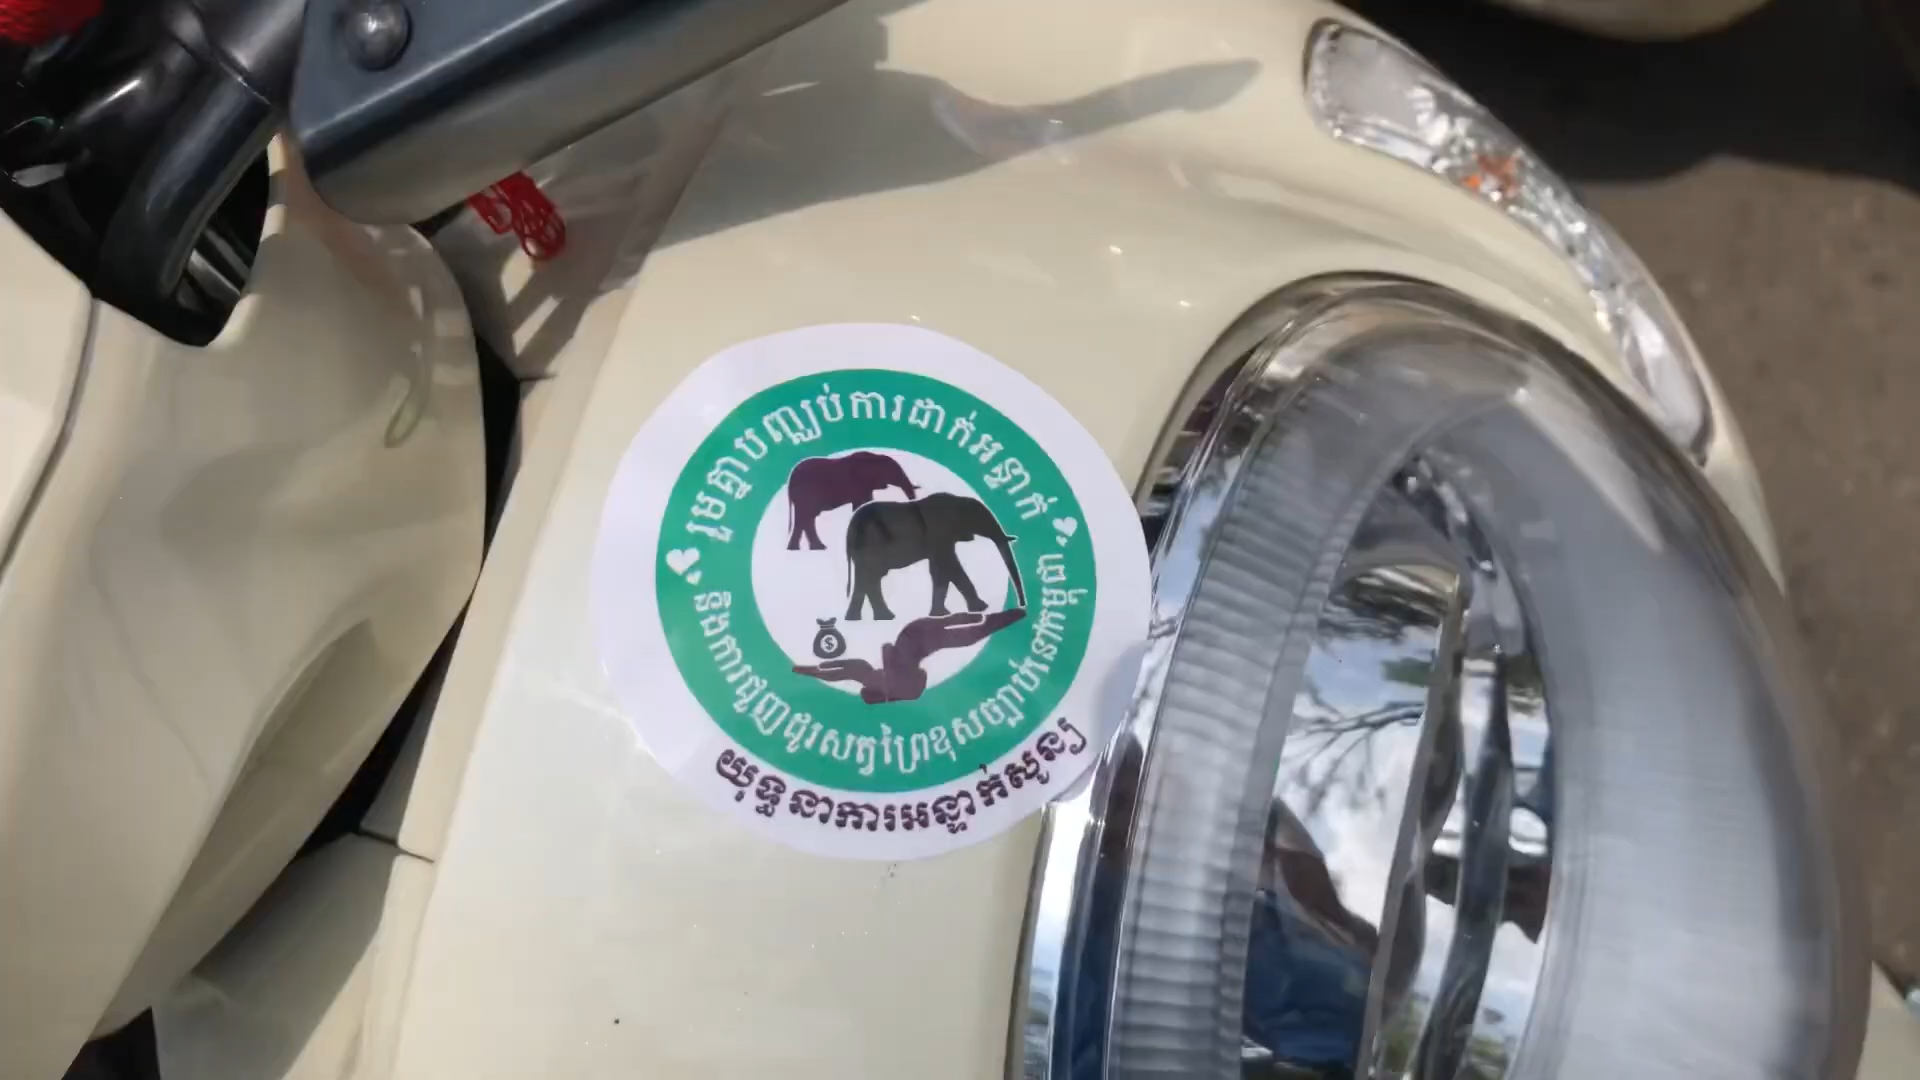 រួមគ្នាបញ្ឈប់ការដាក់អន្ទាក់
និងការជួញដូរសត្វព្រៃខុសច្បាប់នៅកម្ពុជា
$
យុទ្ធនាការអន្ទាក់សូន្យ